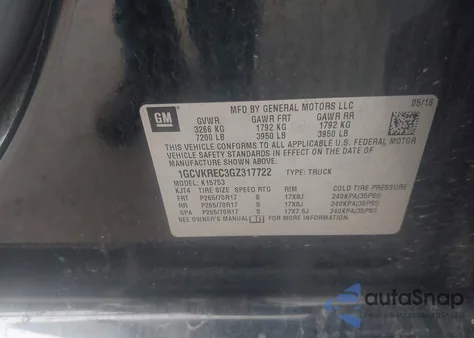 GM
MFD BY GENERAL MOTORS LLC 05/16
GVWR GAWR FRT GAWR RR
3266 KG 1792 KG 1792 KG
7200 LB 3950 LB 3950 LB
THIS VEHICLE CONFORMS TO ALL APPLICABLE U.S. FEDERAL MOTOR
VEHICLE SAFETY STANDARDS IN EFFECT ON THE DATE OF
MANUFACTURE SHOWN ABOVE.
1GCVKREC3GZ317722 TYPE: TRUCK
MODEL: K15753
KJT4 TIRE SIZE SPEED RTG RIM COLD TIRE PRESSURE
FRT P265/70R17 S 17X8J 240KPA(35PSI)
RR P265/70R17 S 17X8J 240KPA(35PSI)
SPA P265/70R17 S 17X7.5J 240KPA(35PSI)
SEE OWNER'S MANUAL FOR ADDITIONAL INFORMATION
autoSnap